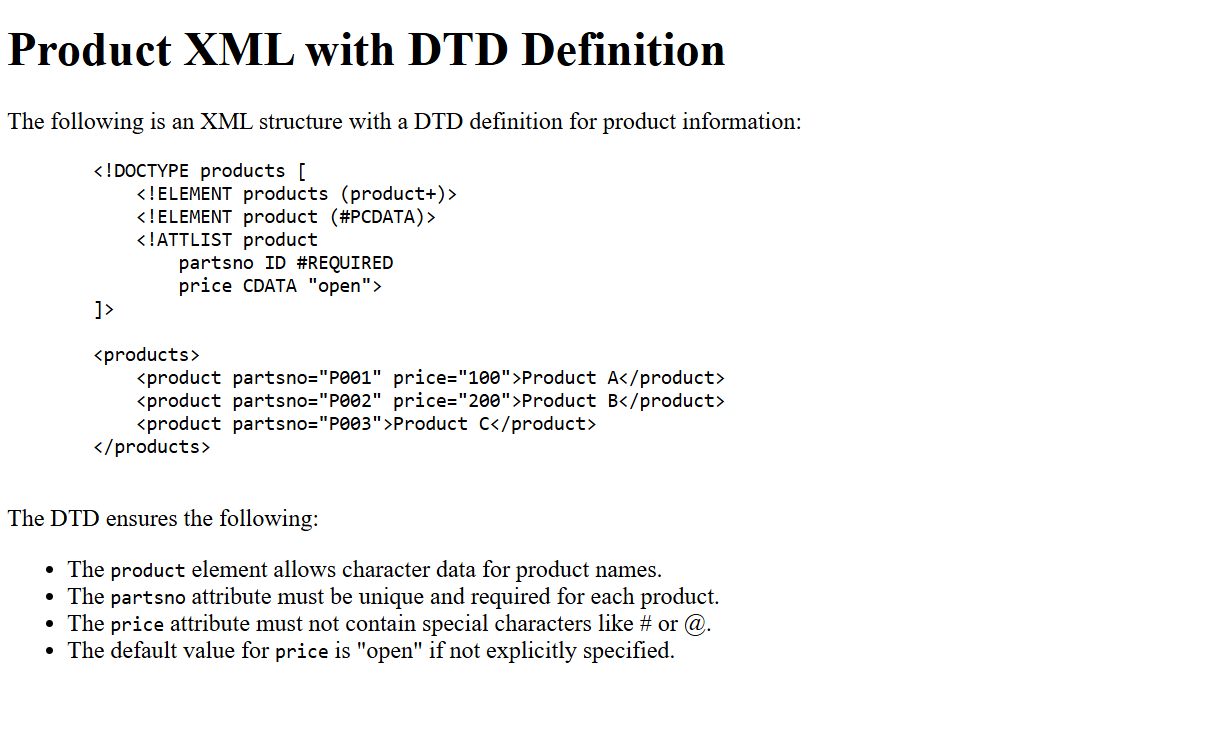 Product XML with DTD Definition
The following is an XML structure with a DTD definition for product information:
<!DOCTYPE products [
    <!ELEMENT products (product+)>
    <!ELEMENT product (#PCDATA)>
    <!ATTLIST product
        partsno ID #REQUIRED
        price CDATA "open">
]>
<products>
    <product partsno="P001" price="100">Product A</product>
    <product partsno="P002" price="200">Product B</product>
    <product partsno="P003">Product C</product>
</products>
The DTD ensures the following:
• The product element allows character data for product names.
• The partsno attribute must be unique and required for each product.
• The price attribute must not contain special characters like # or @.
• The default value for price is "open" if not explicitly specified.